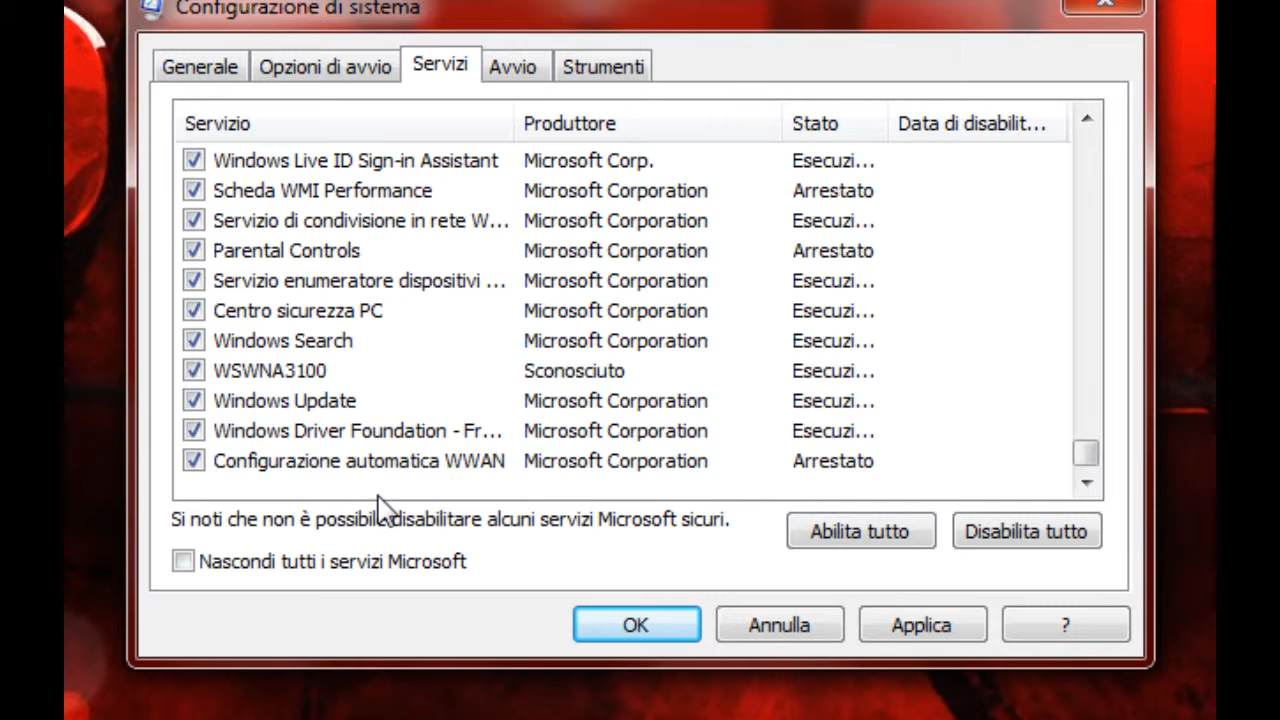 Configurazione di sistema
Generale Opzioni di avvio Servizi Avvio Strumenti
Servizio Produttore Stato Data di disabilit...
Windows Live ID Sign-in Assistant Microsoft Corp. Esecuzi...
Scheda WMI Performance Microsoft Corporation Arrestato
Servizio di condivisione in rete W... Microsoft Corporation Esecuzi...
Parental Controls Microsoft Corporation Arrestato
Servizio enumeratore dispositivi ... Microsoft Corporation Esecuzi...
Centro sicurezza PC Microsoft Corporation Esecuzi...
Windows Search Microsoft Corporation Esecuzi...
WSWNA3100 Sconosciuto Esecuzi...
Windows Update Microsoft Corporation Esecuzi...
Windows Driver Foundation - Fr... Microsoft Corporation Esecuzi...
Configurazione automatica WWAN Microsoft Corporation Arrestato
Si noti che non è possibile disabilitare alcuni servizi Microsoft sicuri.
Abilita tutto Disabilita tutto
Nascondi tutti i servizi Microsoft
OK Annulla Applica ?